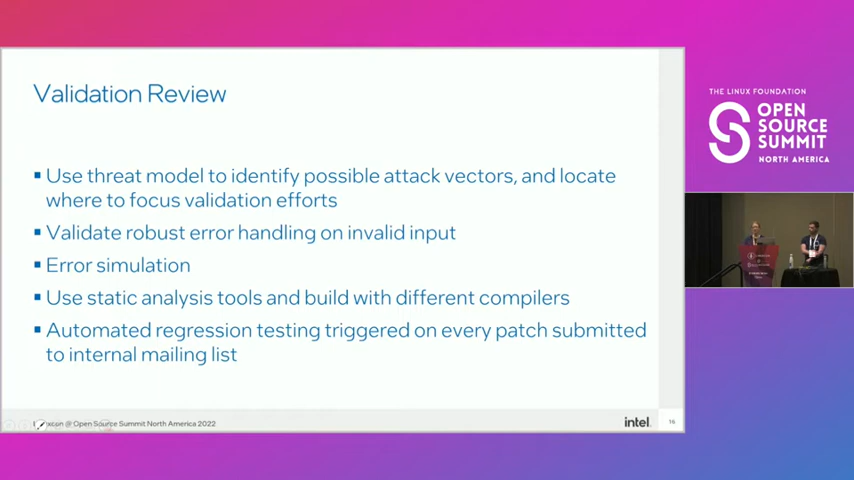 Validation Review
▪ Use threat model to identify possible attack vectors, and locate
where to focus validation efforts
▪ Validate robust error handling on invalid input
▪ Error simulation
▪ Use static analysis tools and build with different compilers
▪ Automated regression testing triggered on every patch submitted
to internal mailing list
@ Open Source Summit North America 2022
intel.
16
THE LINUX FOUNDATION
OPEN
SOURCE
SUMMIT
NORTH AMERICA